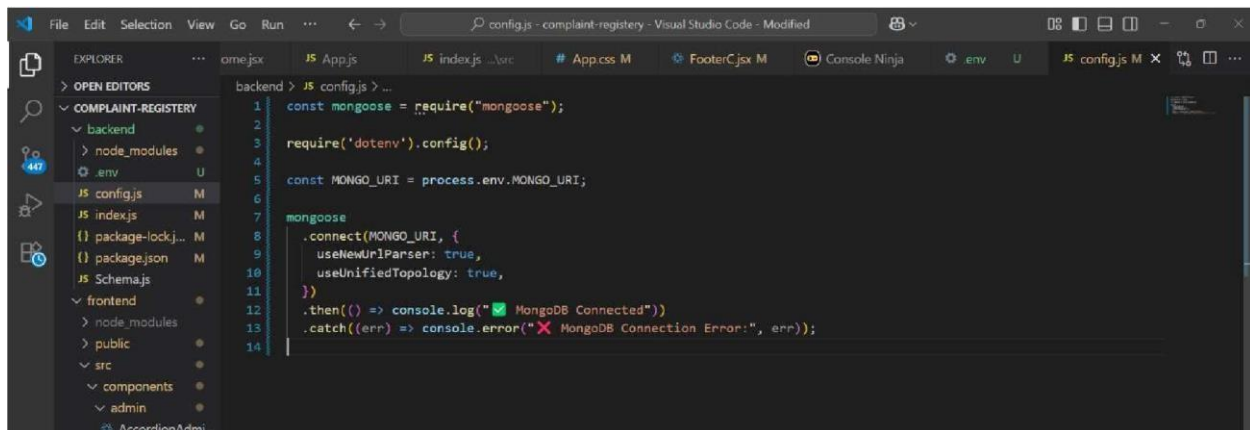 File Edit Selection View Go Run ... config.js - complaint-registery - Visual Studio Code - Modified
EXPLORER ...
ome.jsx JS App.js JS index.js ...\src # App.css M FooterC.jsx M Console Ninja .env U JS config.js M
OPEN EDITORS
COMPLAINT-REGISTERY
backend
node_modules
.env U
JS config.js M
JS index.js M
{} package-lock.j... M
{} package.json M
JS Schema.js
frontend
node_modules
public
src
components
admin
AccordionAdmi
447
backend > JS config.js > ...
1 const mongoose = require("mongoose");
2
3 require('dotenv').config();
4
5 const MONGO_URI = process.env.MONGO_URI;
6
7 mongoose
8 .connect(MONGO_URI, {
9 useNewUrlParser: true,
10 useUnifiedTopology: true,
11 })
12 .then(() => console.log("✅ MongoDB Connected"))
13 .catch((err) => console.error("❌ MongoDB Connection Error:", err));
14